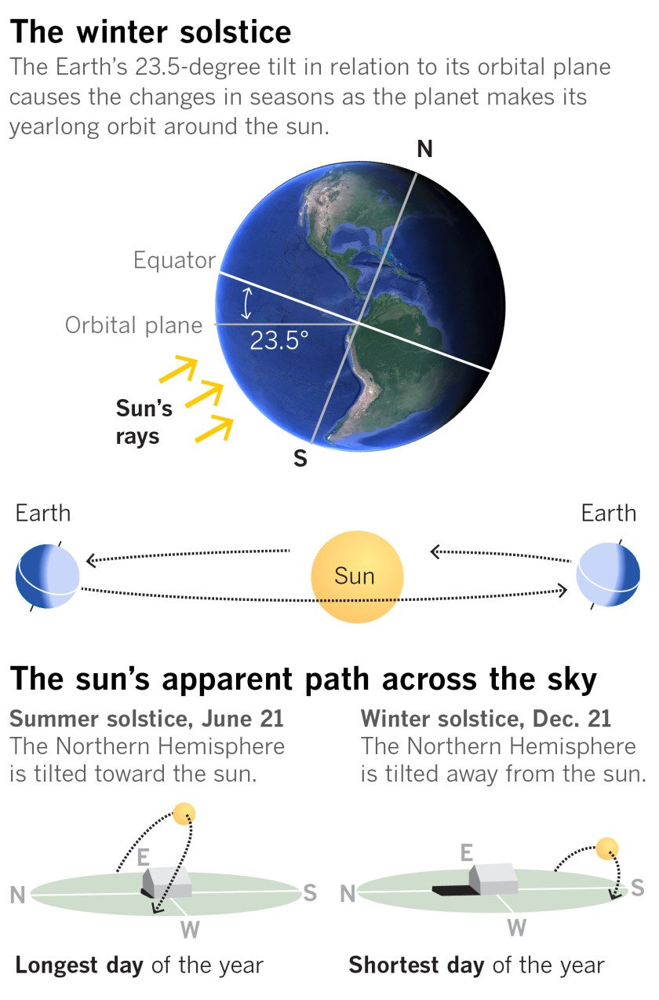 The winter solstice
The Earth’s 23.5-degree tilt in relation to its orbital plane
causes the changes in seasons as the planet makes its
yearlong orbit around the sun.
N
Equator
Orbital plane
23.5°
Sun’s
rays
S
Earth
Earth
Sun
The sun’s apparent path across the sky
Summer solstice, June 21
The Northern Hemisphere
is tilted toward the sun.
E
N
S
W
Longest day of the year
Winter solstice, Dec. 21
The Northern Hemisphere
is tilted away from the sun.
E
N
S
W
Shortest day of the year